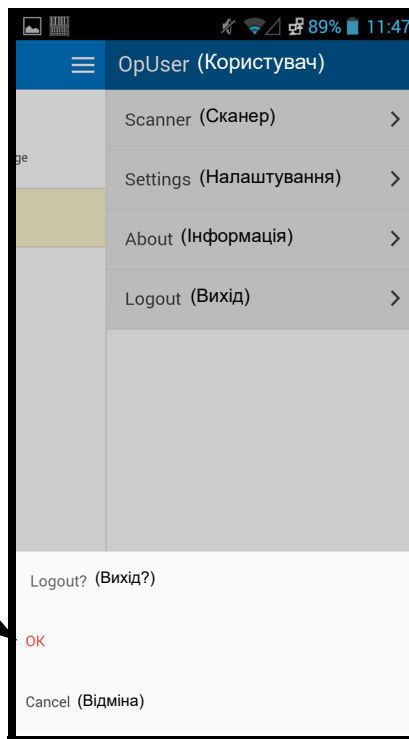 89% 11:47
OpUser (Користувач)
Scanner (Сканер)
ge
Settings (Налаштування)
About (Інформація)
Logout (Вихід)
Logout? (Вихід?)
OK
Cancel (Відміна)